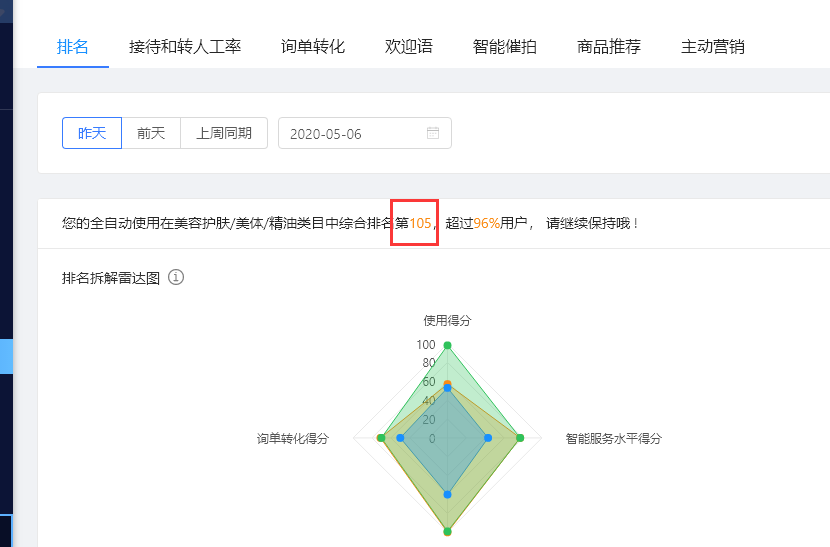 排名 接待和转人工率 询单转化 欢迎语 智能催拍 商品推荐 主动营销
昨天 前天 上周同期 2020-05-06
您的全自动使用在美容护肤/美体/精油类目中综合排名第105，超过96%用户， 请继续保持哦！
排名拆解雷达图
使用得分
100
80
60
40
20
0
询单转化得分 智能服务水平得分